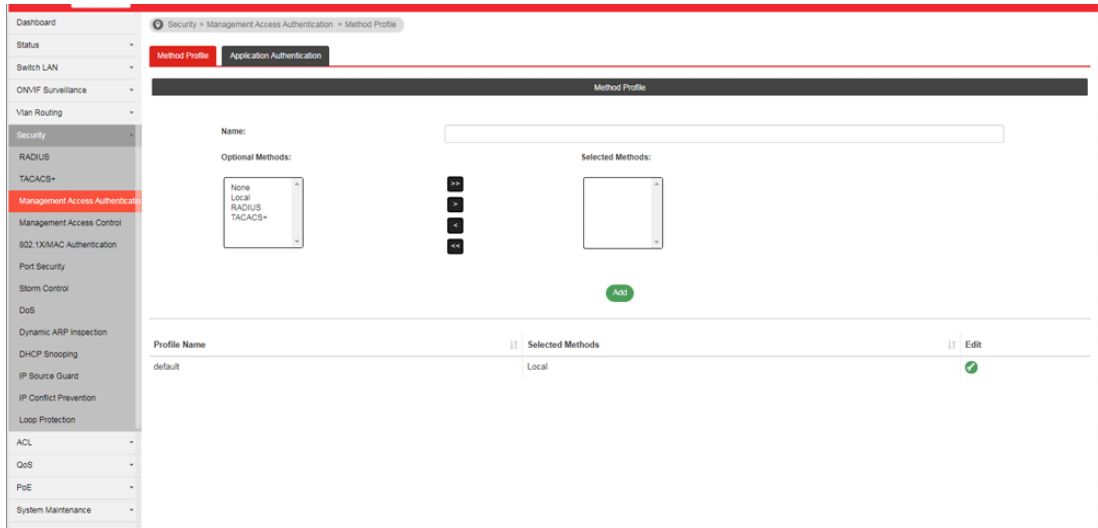 Dashboard
Status
Switch LAN
ONVIF Surveillance
Vlan Routing
Security
RADIUS
TACACS+
Management Access Authenticatio
Management Access Control
802.1X/MAC Authentication
Port Security
Storm Control
DoS
Dynamic ARP Inspection
DHCP Snooping
IP Source Guard
IP Conflict Prevention
Loop Protection
ACL
QoS
PoE
System Maintenance
Security > Management Access Authentication > Method Profile
Method Profile Application Authentication
Method Profile
Name:
Optional Methods: Selected Methods:
None
Local
RADIUS
TACACS+
>>
>
<
<<
Add
Profile Name Selected Methods Edit
default Local